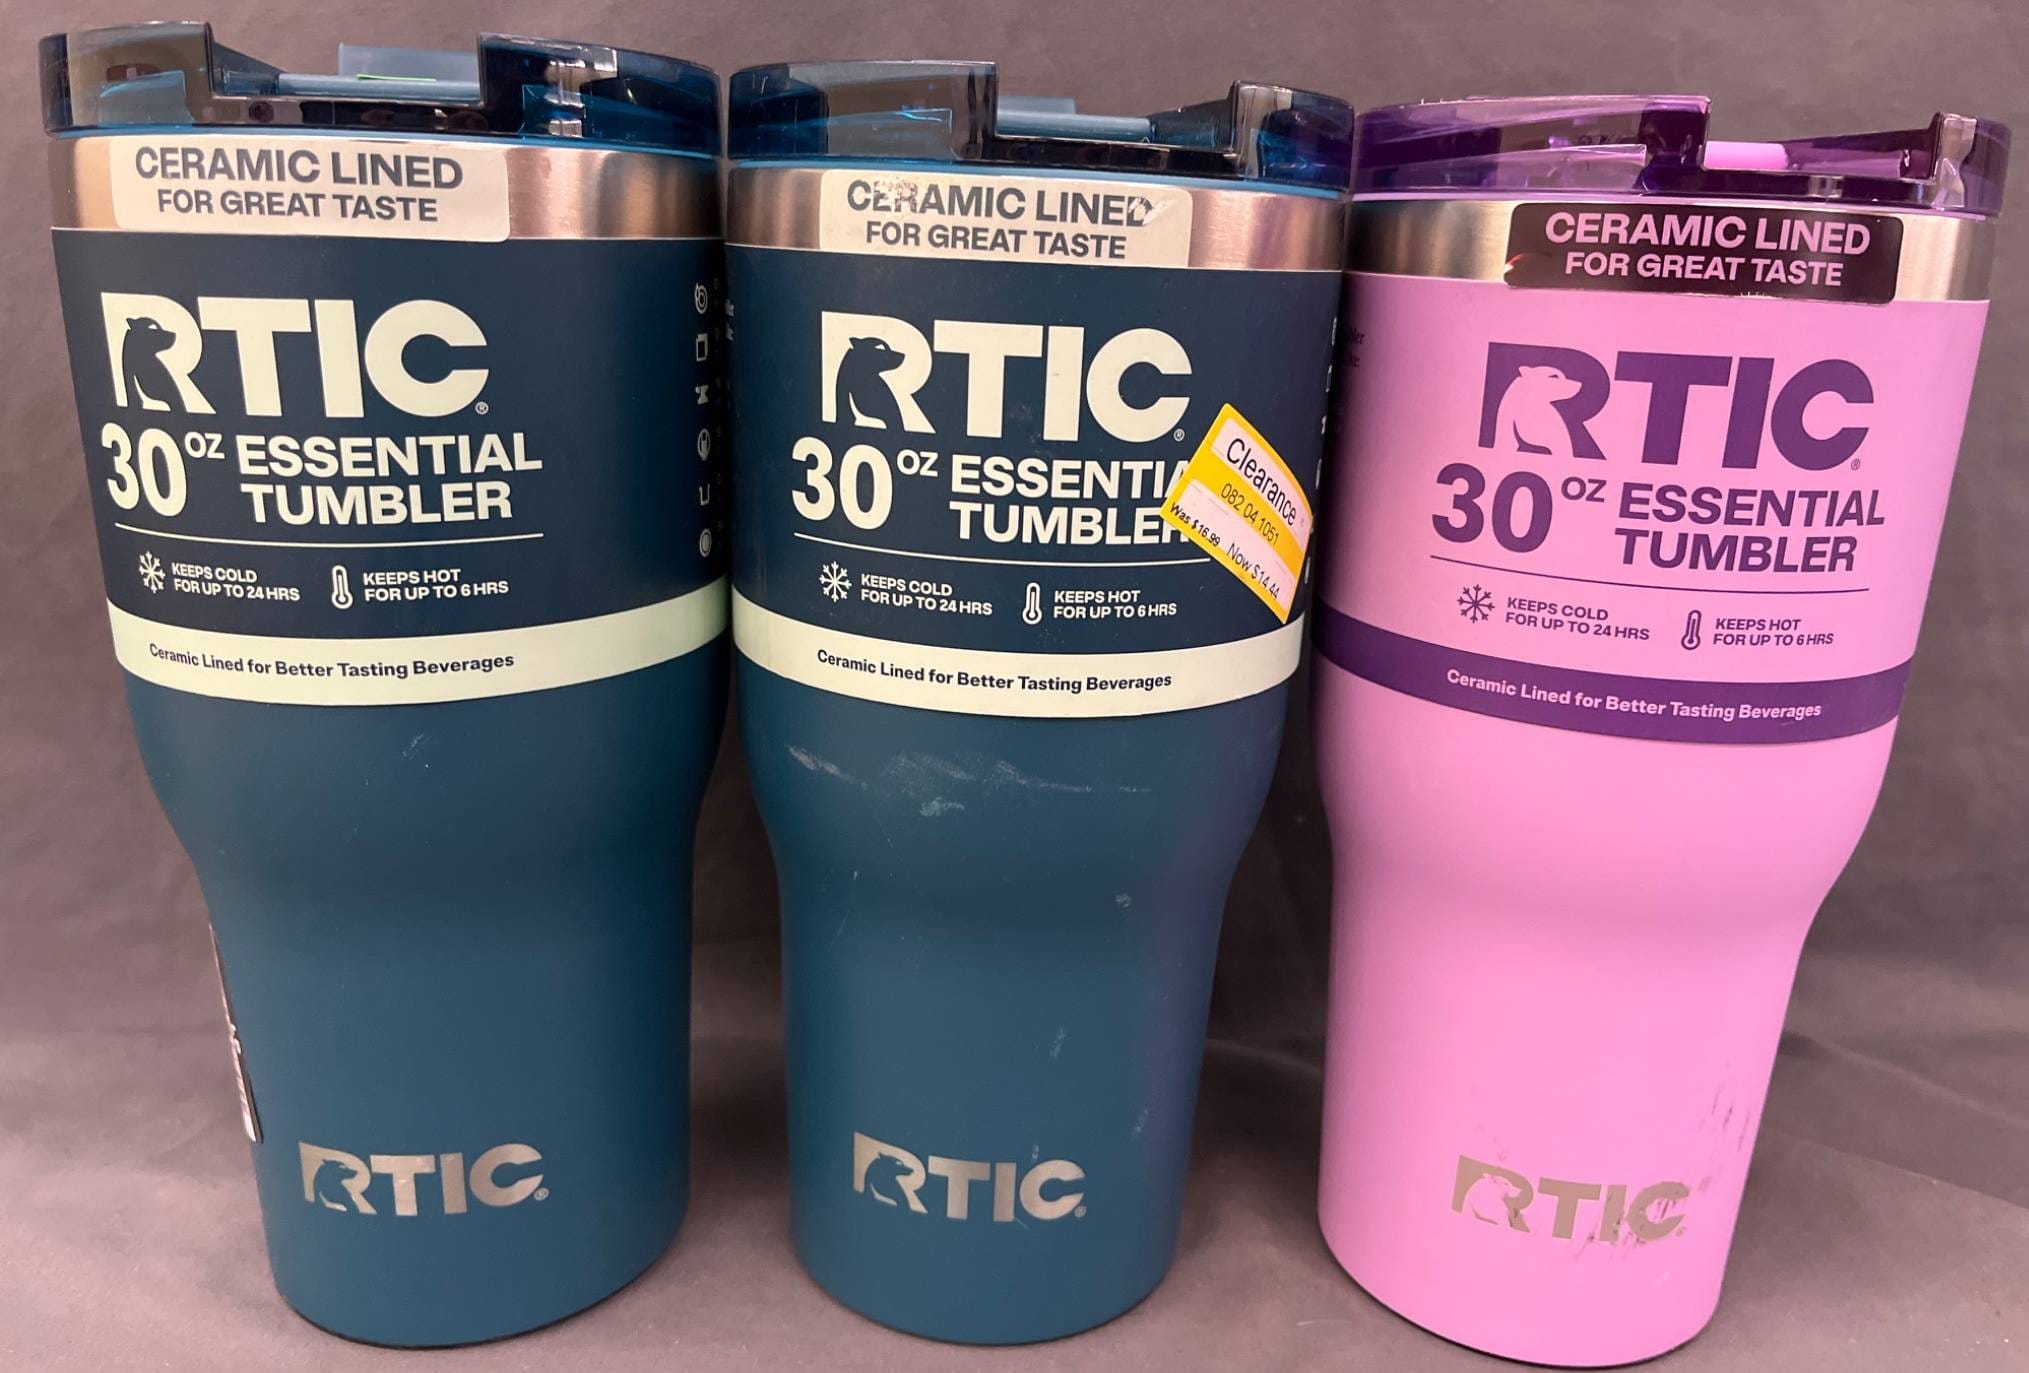 CERAMIC LINED
FOR GREAT TASTE
RTIC®
30 OZ ESSENTIAL
TUMBLER
KEEPS COLD
FOR UP TO 24 HRS
KEEPS HOT
FOR UP TO 6 HRS
Ceramic Lined for Better Tasting Beverages
RTIC®
CERAMIC LINED
FOR GREAT TASTE
RTIC®
30 OZ ESSENTIA
TUMBLER
Clearance
082 04 1051
Was $16.99 Now $14.44
KEEPS COLD
FOR UP TO 24 HRS
KEEPS HOT
FOR UP TO 6 HRS
Ceramic Lined for Better Tasting Beverages
RTIC®
CERAMIC LINED
FOR GREAT TASTE
RTIC®
30 OZ ESSENTIAL
TUMBLER
KEEPS COLD
FOR UP TO 24 HRS
KEEPS HOT
FOR UP TO 6 HRS
Ceramic Lined for Better Tasting Beverages
RTIC®